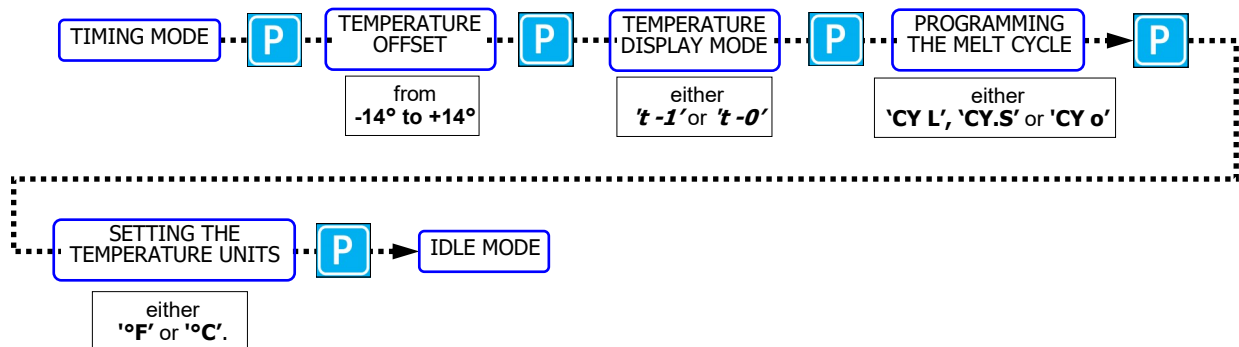 TIMING MODE
P
TEMPERATURE
OFFSET
P
TEMPERATURE
DISPLAY MODE
P
PROGRAMMING
THE MELT CYCLE
P
from
-14° to +14°
either
't -1' or 't -0'
either
‘CY L’, ‘CY.S’ or 'CY o'
SETTING THE
TEMPERATURE UNITS
P
IDLE MODE
either
'°F' or '°C'.